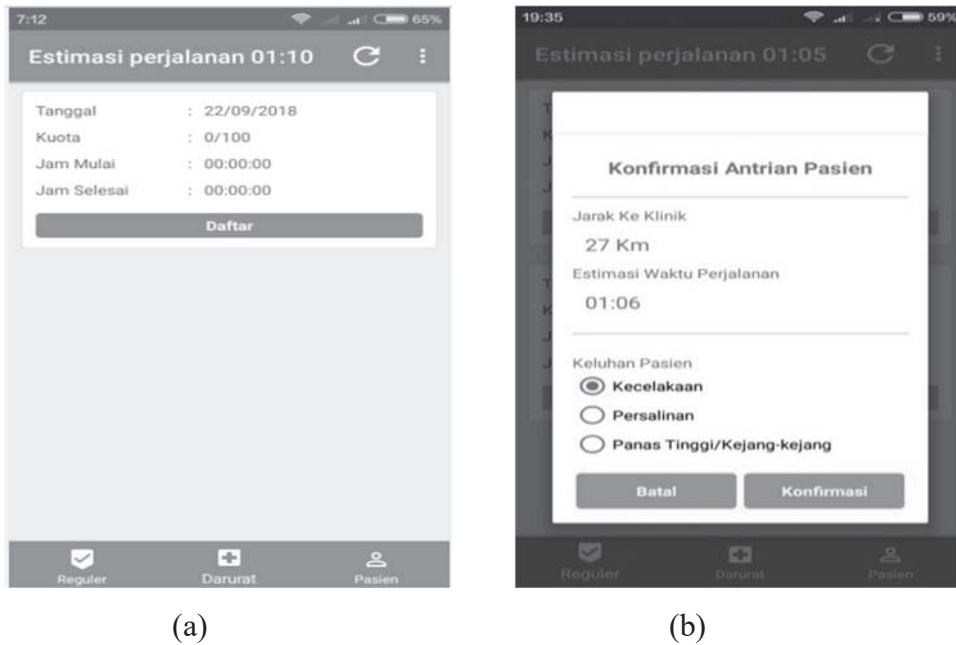 7:12
65%
Estimasi perjalanan 01:10
Tanggal : 22/09/2018
Kuota : 0/100
Jam Mulai : 00:00:00
Jam Selesai : 00:00:00
Daftar
Reguler
Darurat
Pasien
(a)
19:35
59%
Estimasi perjalanan 01:05
Konfirmasi Antrian Pasien
Jarak Ke Klinik
27 Km
Estimasi Waktu Perjalanan
01:06
Keluhan Pasien
Kecelakaan
Persalinan
Panas Tinggi/Kejang-kejang
Batal
Konfirmasi
Reguler
Darurat
Pasien
(b)